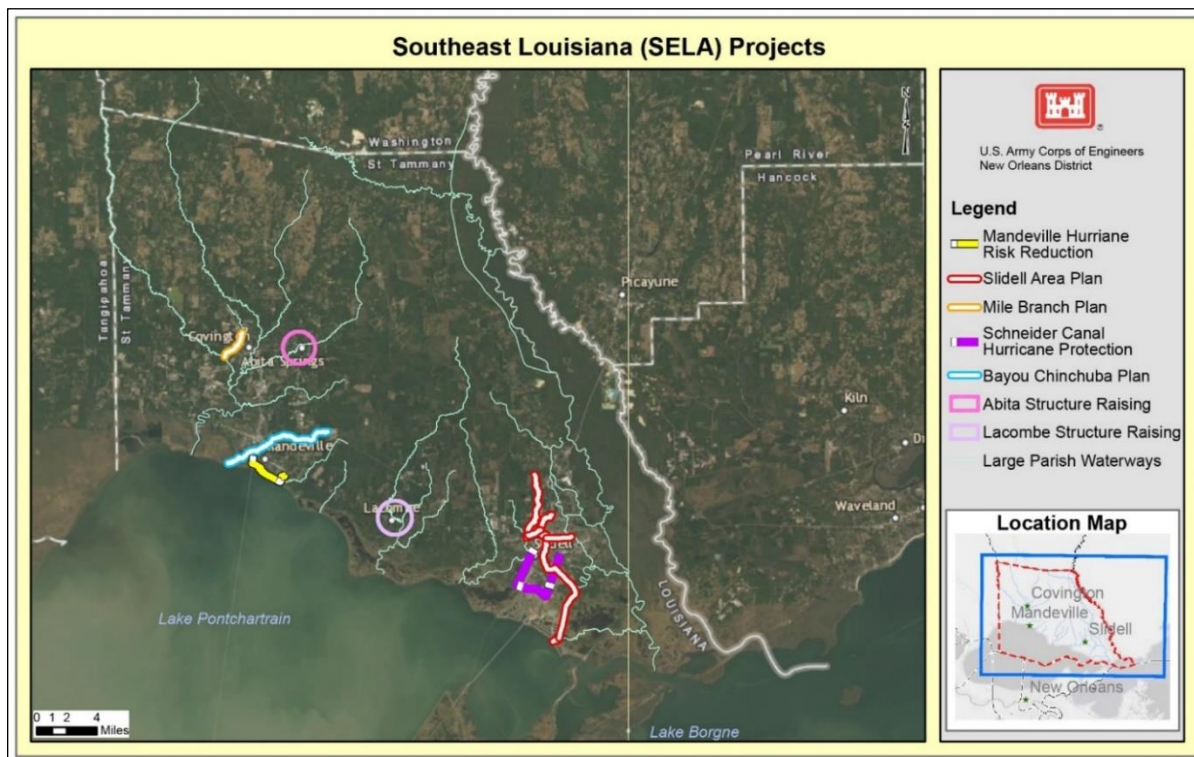 Southeast Louisiana (SELA) Projects
N
Washington
St Tammany
Pearl River
Hancock
Tangipahoa
St Tamman
Picayune
Covingt
Abita Springs
Kiln
Mandeville
Waveland
Lacombe
Slidell
LOUISIANA
Lake Pontchartrain
Lake Borgne
0 1 2 4
Miles
®
U.S. Army Corps of Engineers
New Orleans District
Legend
Mandeville Hurriane
Risk Reduction
Slidell Area Plan
Mile Branch Plan
Schneider Canal
Hurricane Protection
Bayou Chinchuba Plan
Abita Structure Raising
Lacombe Structure Raising
Large Parish Waterways
Location Map
Covington
Mandeville
Slidell
New Orleans